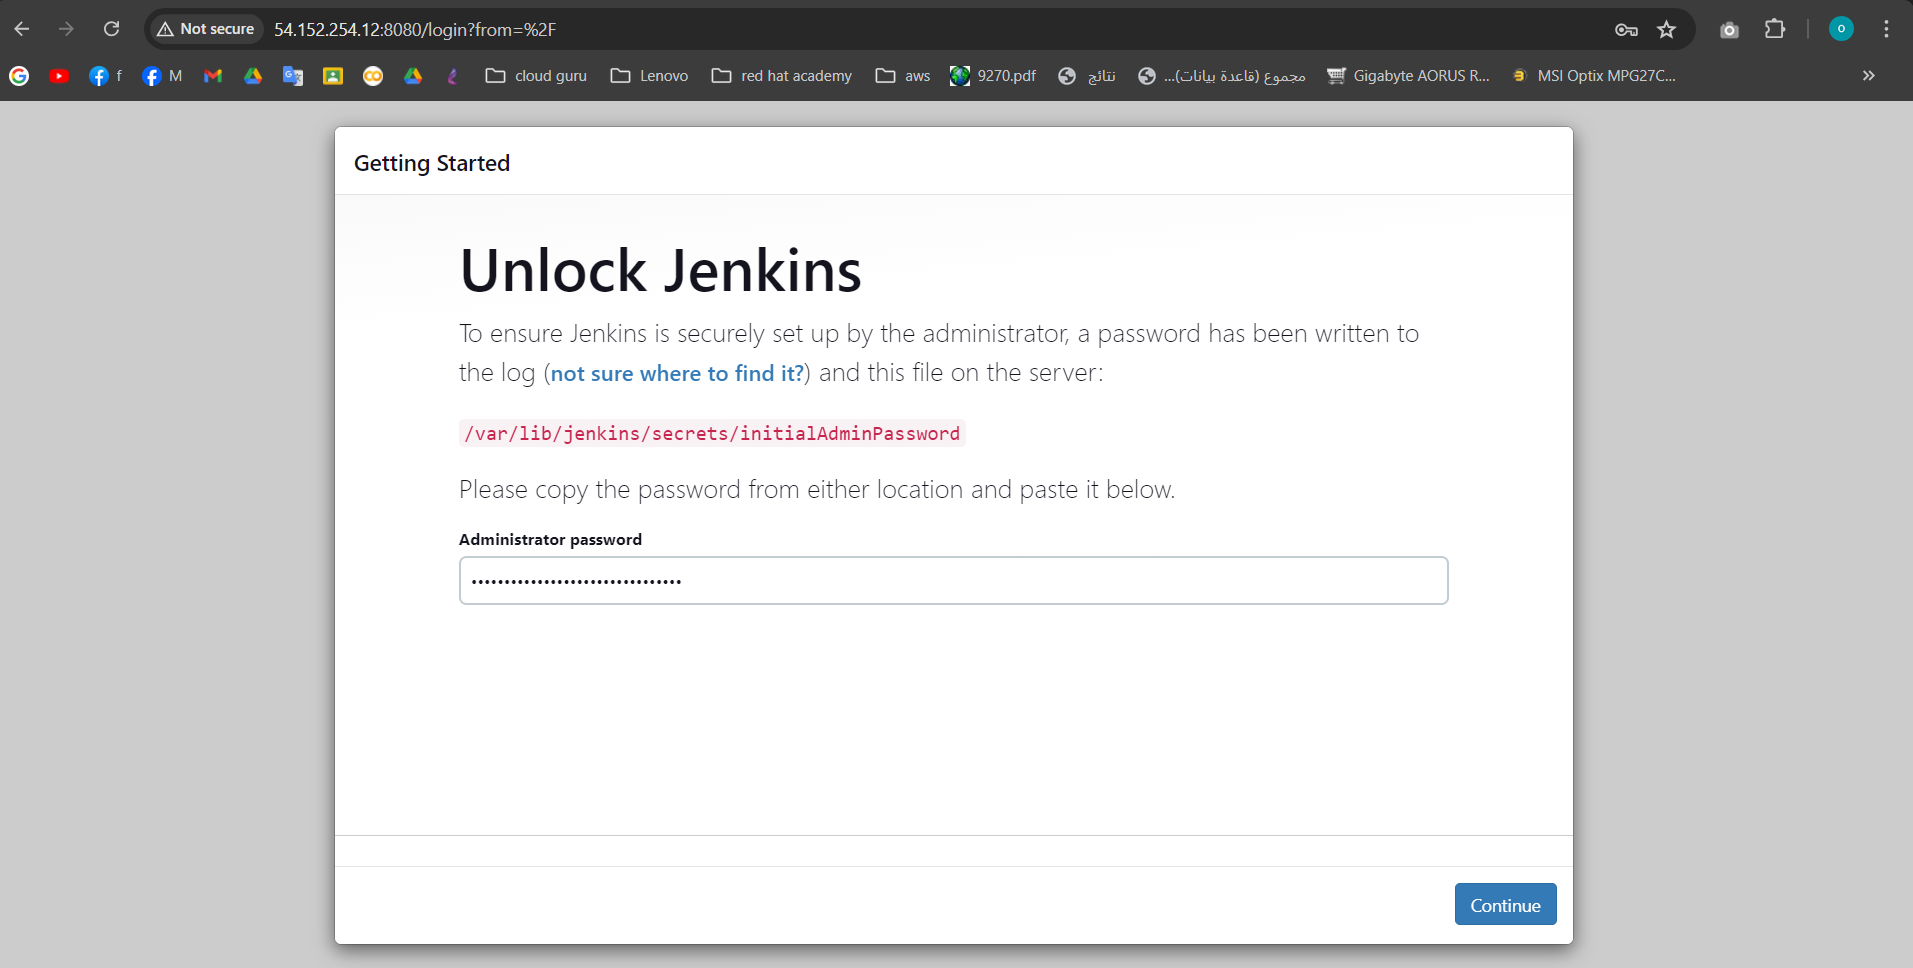 Not secure 54.152.254.12:8080/login?from=%2F
o
f M cloud guru Lenovo red hat academy aws 9270.pdf نتائج مجموع (قاعدة بيانات)... Gigabyte AORUS R... MSI Optix MPG27C... »
Getting Started
Unlock Jenkins
To ensure Jenkins is securely set up by the administrator, a password has been written to
the log (not sure where to find it?) and this file on the server:
/var/lib/jenkins/secrets/initialAdminPassword
Please copy the password from either location and paste it below.
Administrator password
••••••••••••••••••••••••••••••••
Continue